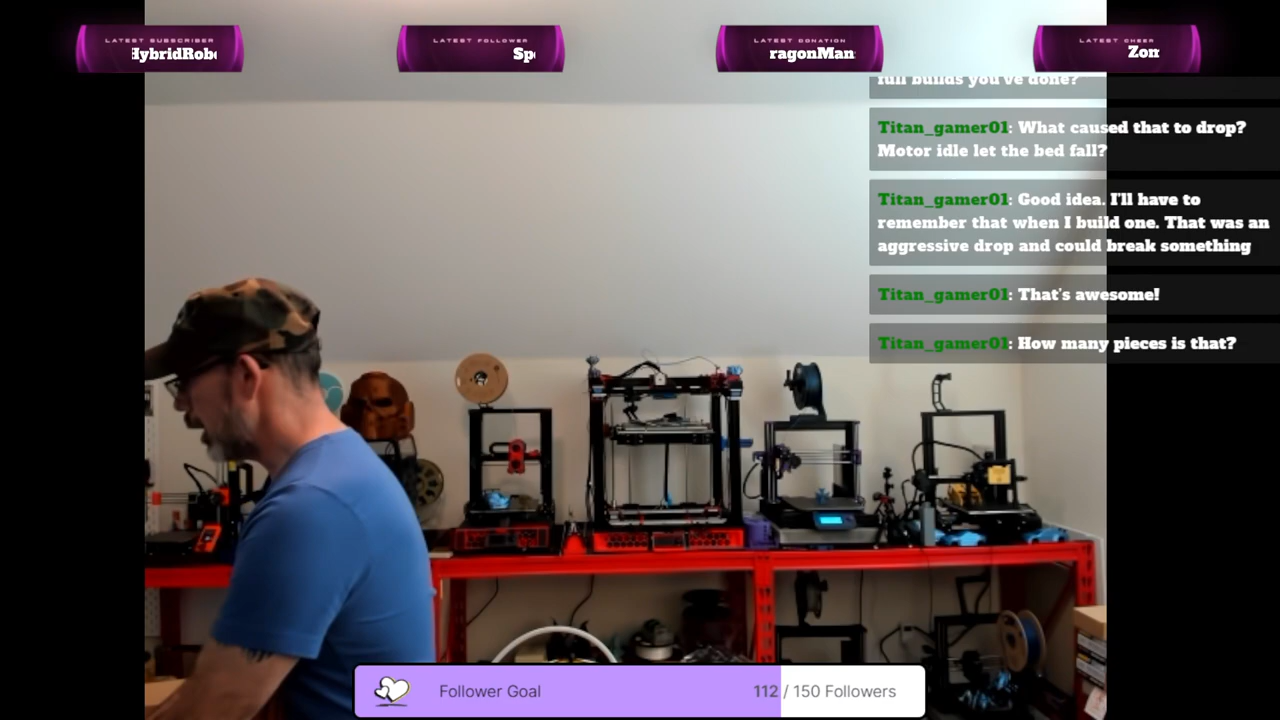 LATEST SUBSCRIBER
HybridRob
LATEST FOLLOWER
Sp
LATEST DONATION
ragonMan
LATEST CHEER
Zom
full builds you've done?
Titan_gamer01: What caused that to drop?
Motor idle let the bed fall?
Titan_gamer01: Good idea. I'll have to
remember that when I build one. That was an
aggressive drop and could break something
Titan_gamer01: That's awesome!
Titan_gamer01: How many pieces is that?
Follower Goal
112 / 150 Followers